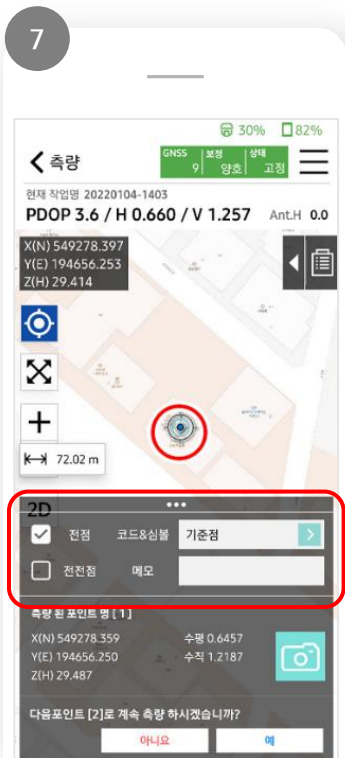 7
30% 82%
측량
GNSS 9 보정 양호 상태 고정
현재 작업명 20220104-1403
PDOP 3.6 / H 0.660 / V 1.257 Ant.H 0.0
X(N) 549278.397
Y(E) 194656.253
Z(H) 29.414
72.02 m
2D
전점 코드&심볼 기준점
전전점 메모
측량 된 포인트 명 [ 1 ]
X(N) 549278.359 수평 0.6457
Y(E) 194656.250 수직 1.2187
Z(H) 29.487
다음포인트 [2]로 계속 측량 하시겠습니까?
아니요 예